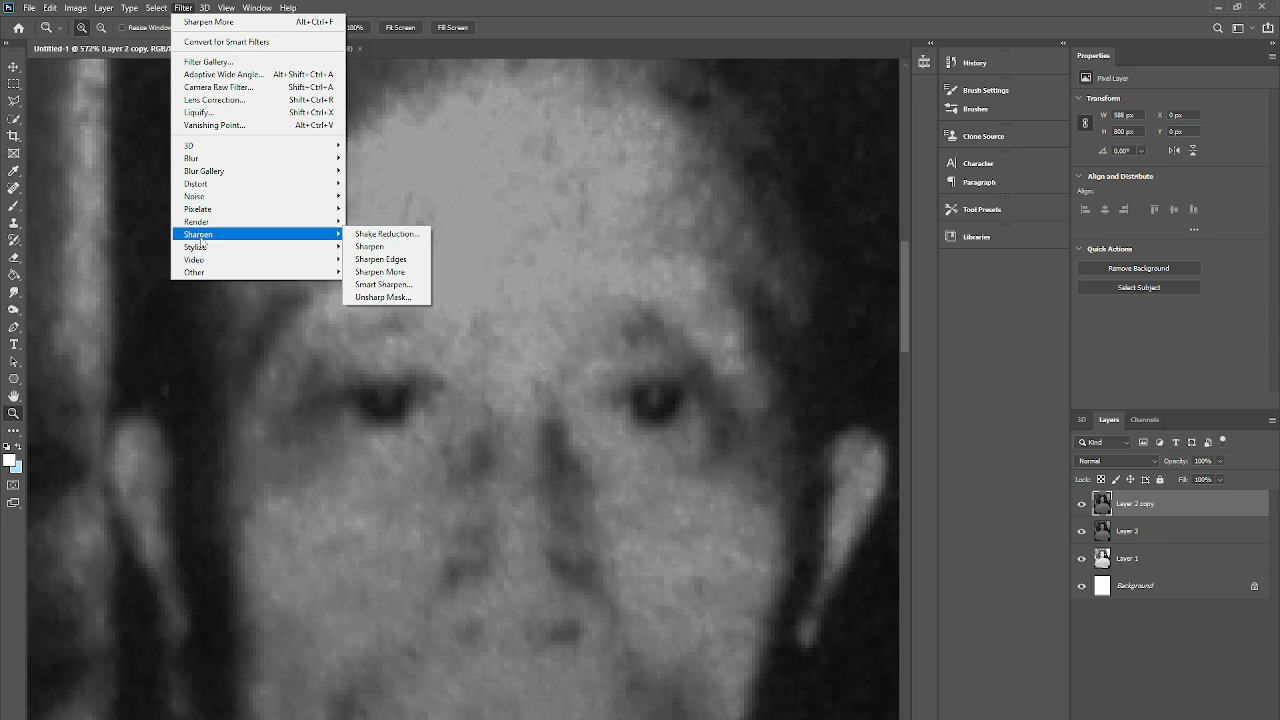 Ps File Edit Image Layer Type Select Filter 3D View Window Help
Resize Windo 100% Fit Screen Fill Screen
Untitled-1 @ 572% (Layer 2 copy, RGB/ 8) ×
Sharpen More Alt+Ctrl+F
Convert for Smart Filters
Filter Gallery...
Adaptive Wide Angle... Alt+Shift+Ctrl+A
Camera Raw Filter... Shift+Ctrl+A
Lens Correction... Shift+Ctrl+R
Liquify... Shift+Ctrl+X
Vanishing Point... Alt+Ctrl+V
3D
Blur
Blur Gallery
Distort
Noise
Pixelate
Render
Sharpen
Stylize
Video
Other
Shake Reduction...
Sharpen
Sharpen Edges
Sharpen More
Smart Sharpen...
Unsharp Mask...
History
Brush Settings
Brushes
Clone Source
Character
Paragraph
Tool Presets
Libraries
Properties
Pixel Layer
Transform
W 588 px X 0 px
H 800 px Y 0 px
0.00°
Align and Distribute
Align:
Quick Actions
Remove Background
Select Subject
3D Layers Channels
Kind
Normal Opacity: 100%
Lock: Fill: 100%
Layer 2 copy
Layer 2
Layer 1
Background